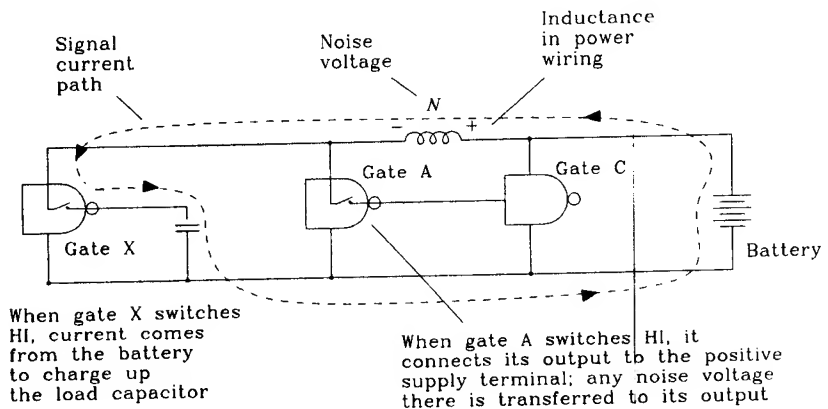 Signal
current
path
Noise
voltage
Inductance
in power
wiring
N
− +
Gate A
Gate C
Gate X
Battery
When gate X switches
HI, current comes
from the battery
to charge up
the load capacitor
When gate A switches HI, it
connects its output to the positive
supply terminal; any noise voltage
there is transferred to its output